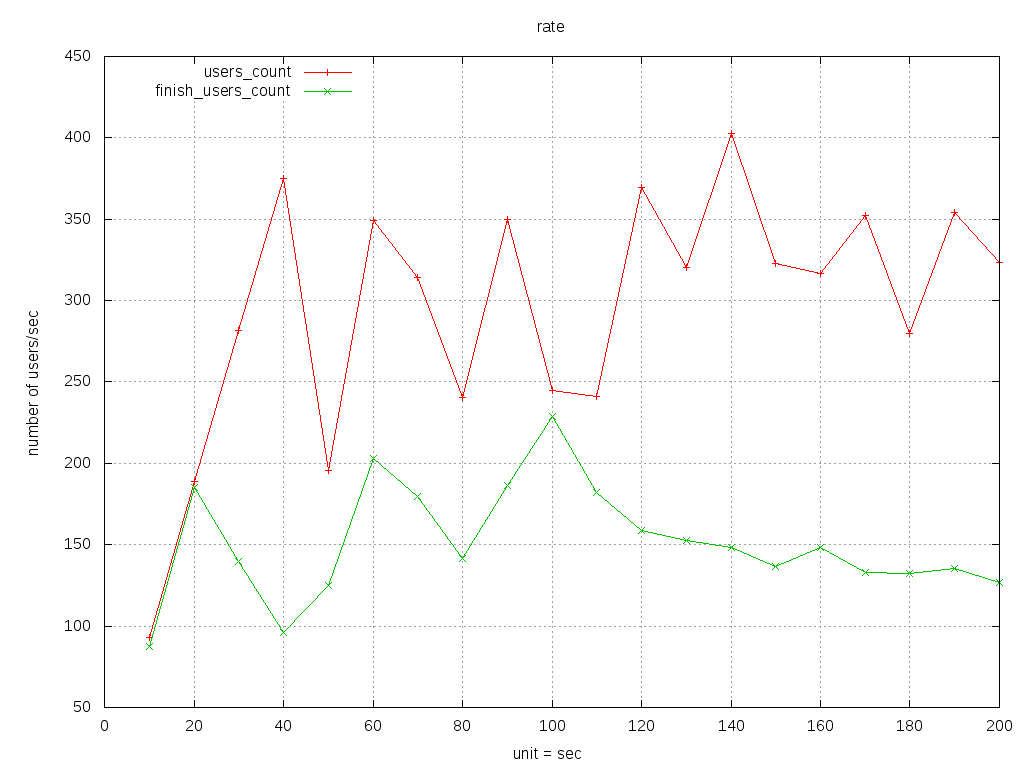 rate
450
400
350
300
250
200
150
100
50
users_count
finish_users_count
number of users/sec
0 20 40 60 80 100 120 140 160 180 200
unit = sec